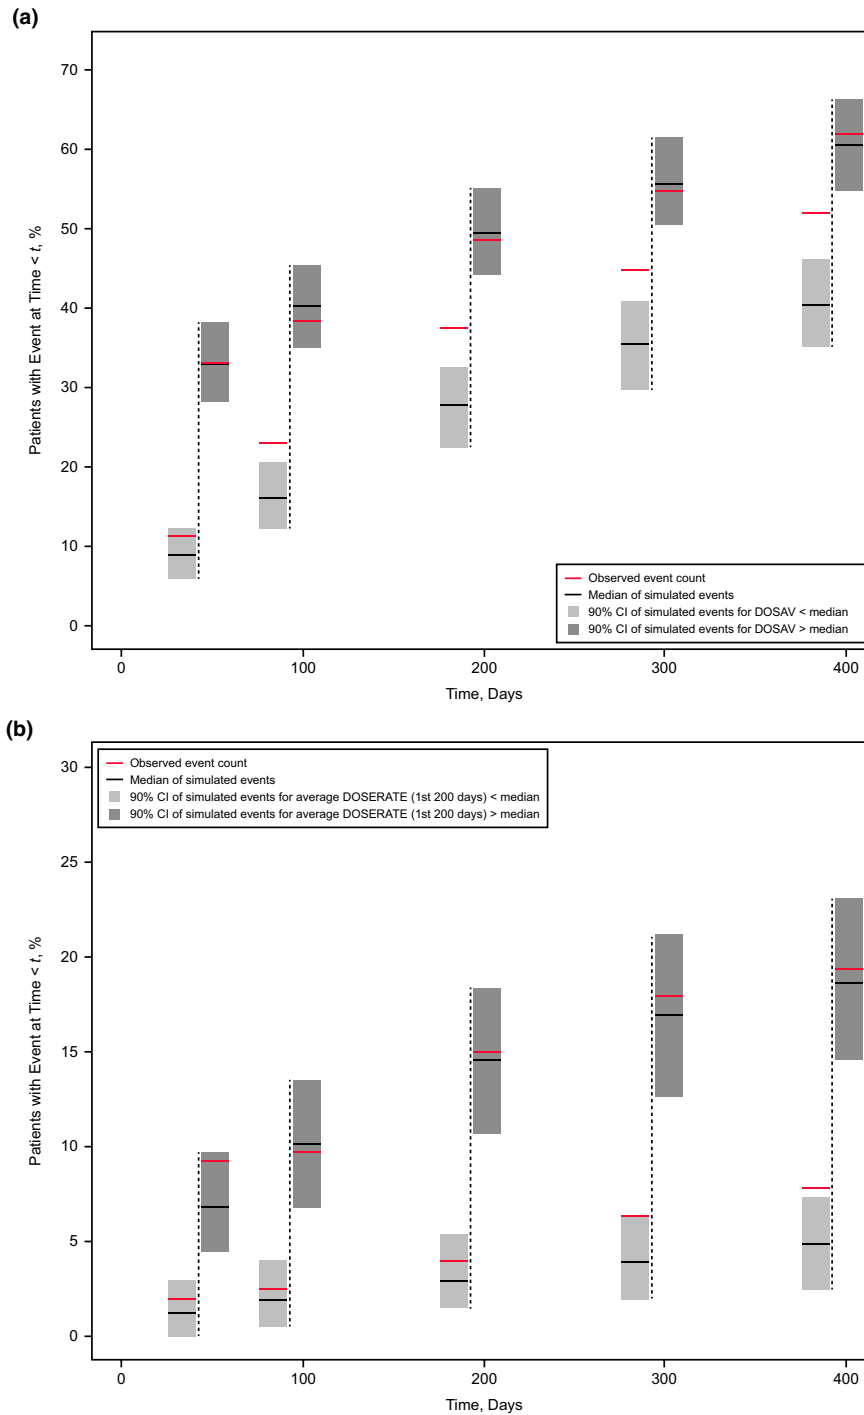 (a)
70
60
50
40
30
20
10
0
Patients with Event at Time < t, %
Observed event count
Median of simulated events
90% CI of simulated events for DOSAV < median
90% CI of simulated events for DOSAV > median
0 100 200 300 400
Time, Days
(b)
30
25
20
15
10
5
0
Patients with Event at Time < t, %
Observed event count
Median of simulated events
90% CI of simulated events for average DOSERATE (1st 200 days) < median
90% CI of simulated events for average DOSERATE (1st 200 days) > median
0 100 200 300 400
Time, Days